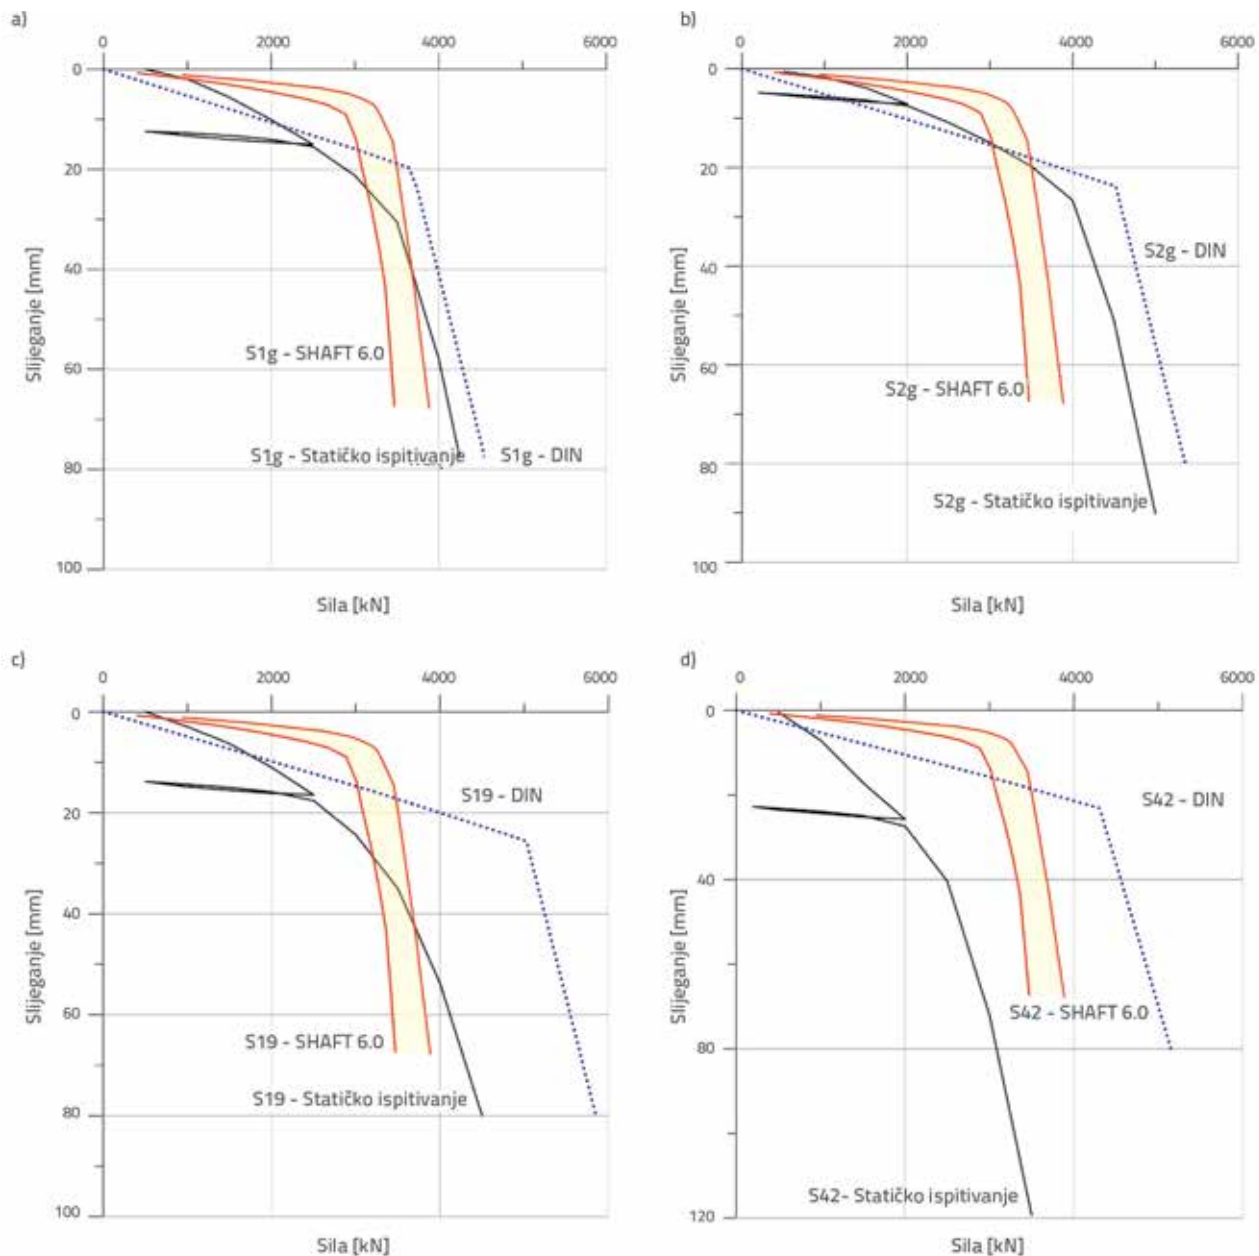 a)
0 2000 4000 6000
0
20
40
60
80
100
Slijeganje [mm]
S1g - SHAFT 6.0
S1g - Statičko ispitivanje
S1g - DIN
Sila [kN]
b)
0 2000 4000 6000
0
20
40
60
80
100
Slijeganje [mm]
S2g - DIN
S2g - SHAFT 6.0
S2g - Statičko ispitivanje
Sila [kN]
c)
0 2000 4000 6000
0
20
40
60
80
100
Slijeganje [mm]
S19 - DIN
S19 - SHAFT 6.0
S19 - Statičko ispitivanje
Sila [kN]
d)
0 2000 4000 6000
0
40
80
120
Slijeganje [mm]
S42 - DIN
S42 - SHAFT 6.0
S42- Statičko ispitivanje
Sila [kN]